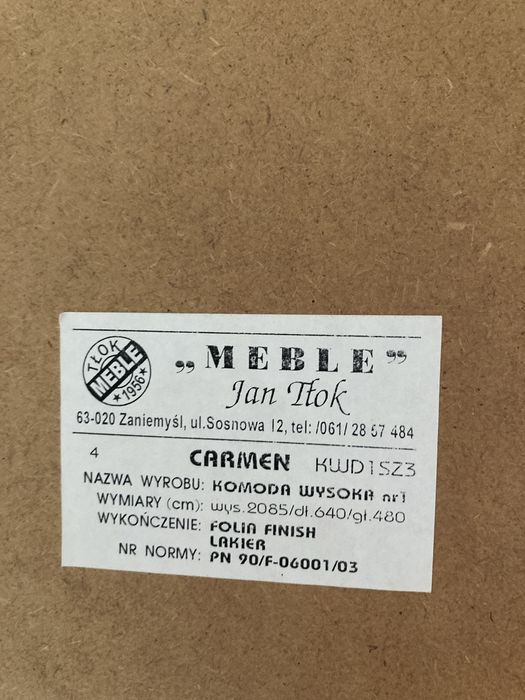 TŁOK
MEBLE
★1956★
„MEBLE”
Jan Tłok
63-020 Zaniemyśl, ul.Sosnowa 12, tel: /061/ 28 57 484
4 CARMEN KWD1SZ3
NAZWA WYROBU: KOMODA WYSOKA nr1
WYMIARY (cm): wys.2085/dł.640/gł.480
WYKOŃCZENIE: FOLIA FINISH
LAKIER
NR NORMY: PN 90/F-06001/03